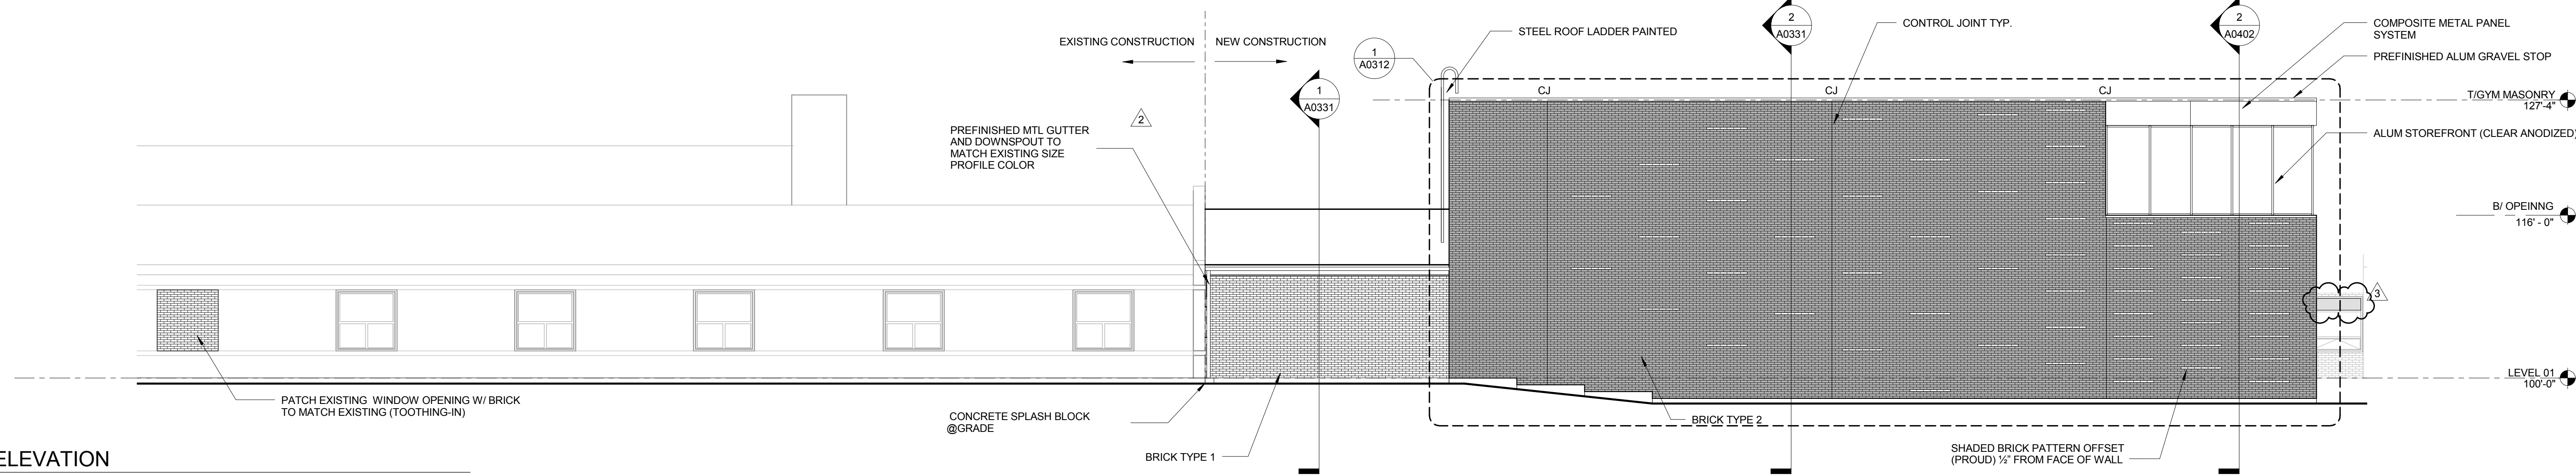 EXISTING CONSTRUCTION
NEW CONSTRUCTION
1
A0312
STEEL ROOF LADDER PAINTED
2
A0331
CONTROL JOINT TYP.
2
A0402
COMPOSITE METAL PANEL
SYSTEM
PREFINISHED ALUM GRAVEL STOP
1
A0331
CJ
CJ
CJ
T/GYM MASONRY
127'-4"
2
PREFINISHED MTL GUTTER
AND DOWNSPOUT TO
MATCH EXISTING SIZE
PROFILE COLOR
ALUM STOREFRONT (CLEAR ANODIZED)
B/ OPEINNG
116' - 0"
3
LEVEL 01
100'-0"
PATCH EXISTING WINDOW OPENING W/ BRICK
TO MATCH EXISTING (TOOTHING-IN)
CONCRETE SPLASH BLOCK
@GRADE
BRICK TYPE 1
BRICK TYPE 2
SHADED BRICK PATTERN OFFSET
(PROUD) ½" FROM FACE OF WALL
ELEVATION